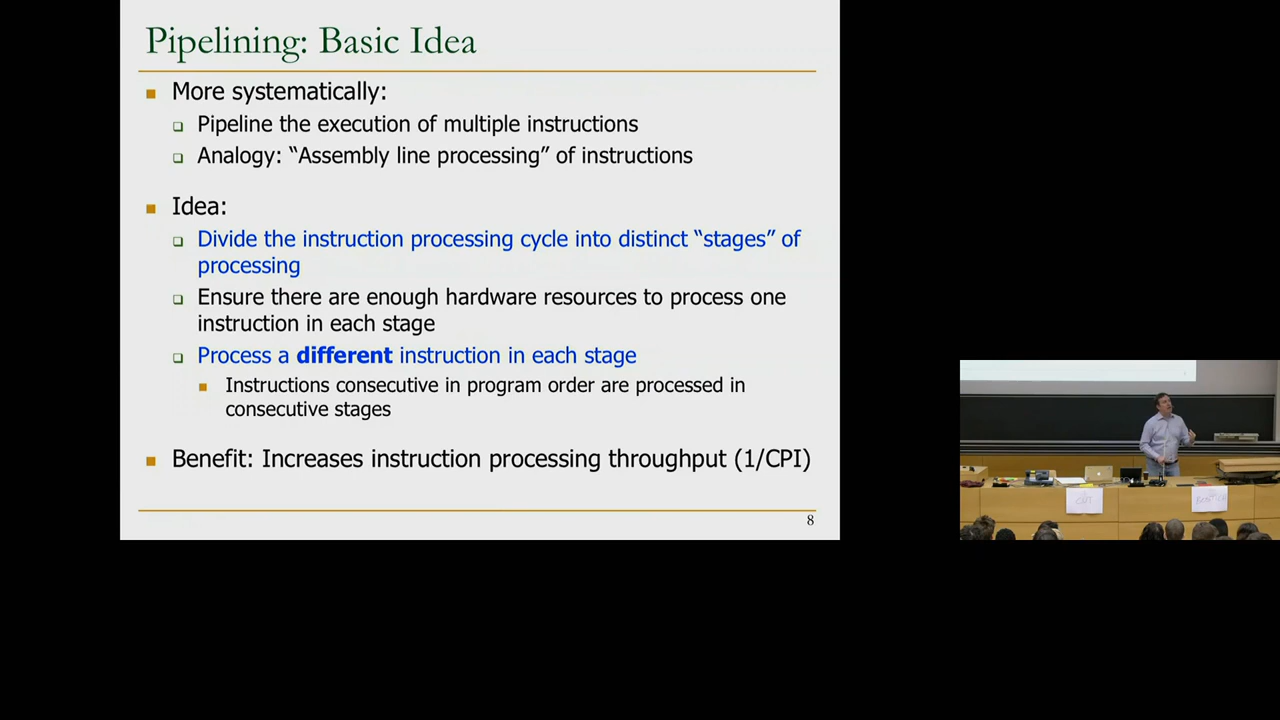 Pipelining: Basic Idea
More systematically:
Pipeline the execution of multiple instructions
Analogy: “Assembly line processing” of instructions
Idea:
Divide the instruction processing cycle into distinct “stages” of
processing
Ensure there are enough hardware resources to process one
instruction in each stage
Process a different instruction in each stage
Instructions consecutive in program order are processed in
consecutive stages
Benefit: Increases instruction processing throughput (1/CPI)
8